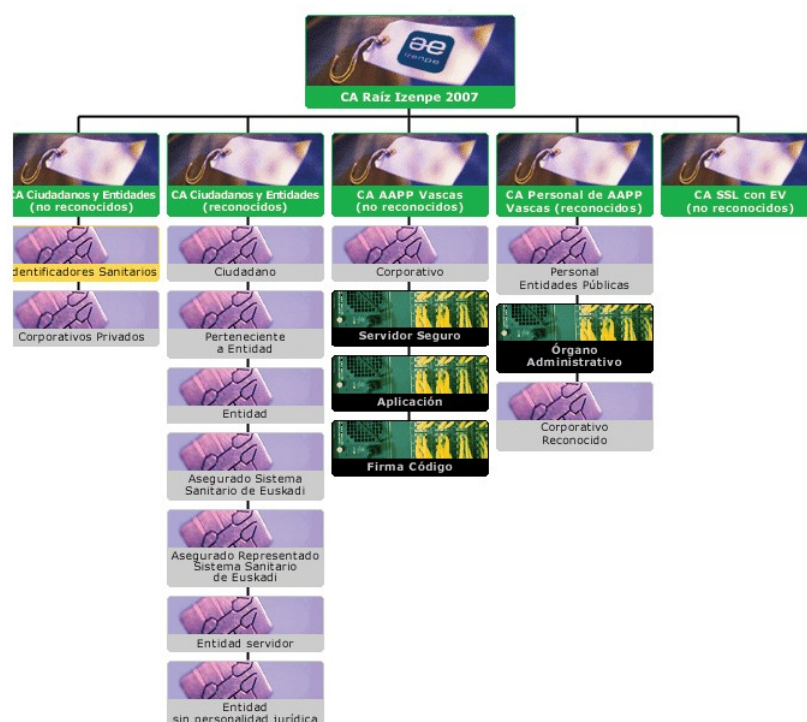 izenpe
CA Raíz Izenpe 2007
CA Ciudadanos y Entidades
(no reconocidos)
CA Ciudadanos y Entidades
(reconocidos)
CA AAPP Vascas
(no reconocidos)
CA Personal de AAPP
Vascas (reconocidos)
CA SSL con EV
(no reconocidos)
dentificadores Sanitarios
Corporativos Privados
Ciudadano
Perteneciente
a Entidad
Entidad
Asegurado Sistema
Sanitario de Euskadi
Asegurado Representado
Sistema Sanitario
de Euskadi
Entidad servidor
Entidad
sin personalidad jurídica
Corporativo
Servidor Seguro
Aplicación
Firma Código
Personal
Entidades Públicas
Órgano
Administrativo
Corporativo
Reconocido